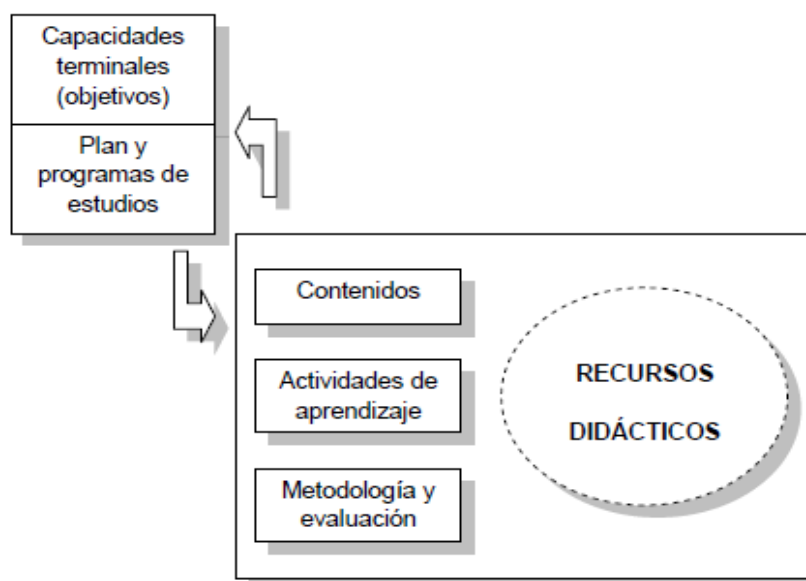 Capacidades
terminales
(objetivos)
Plan y
programas de
estudios
Contenidos
Actividades de
aprendizaje
Metodología y
evaluación
RECURSOS
DIDÁCTICOS